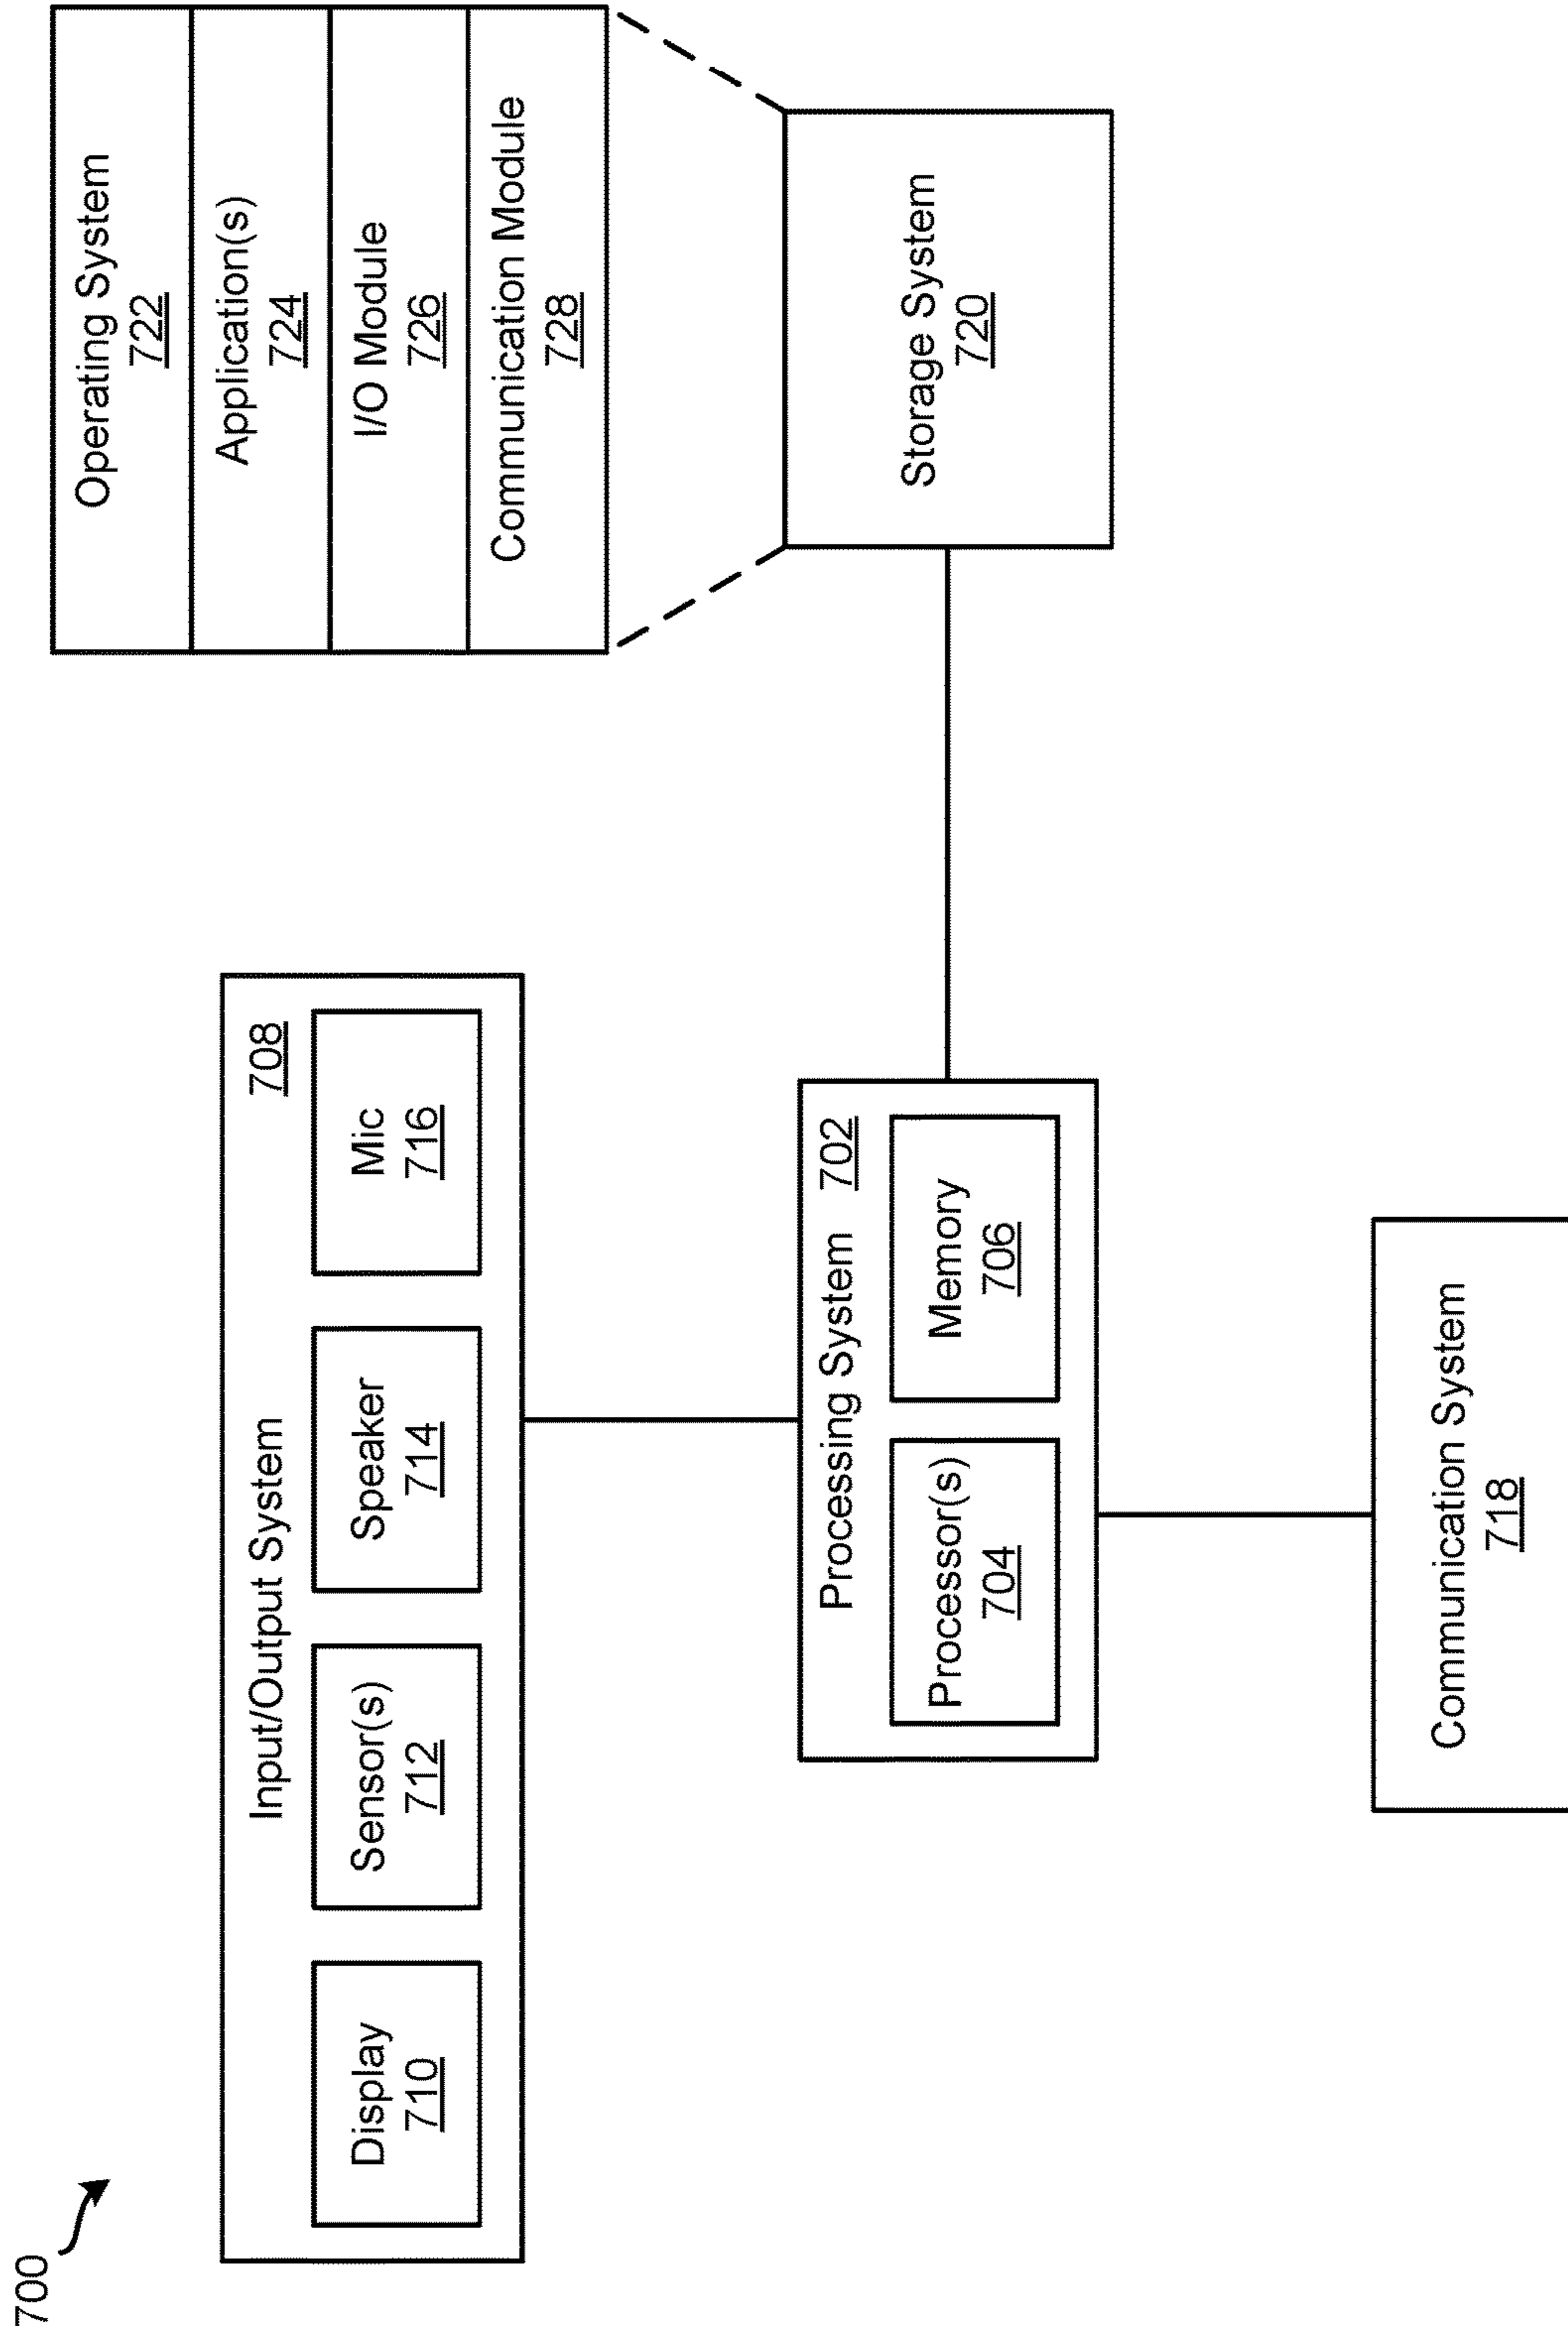 700
Input/Output System
708
Display
710
Sensor(s)
712
Speaker
714
Mic
716
Processing System
702
Processor(s)
704
Memory
706
Communication System
718
Operating System
722
Application(s)
724
I/O Module
726
Communication Module
728
Storage System
720